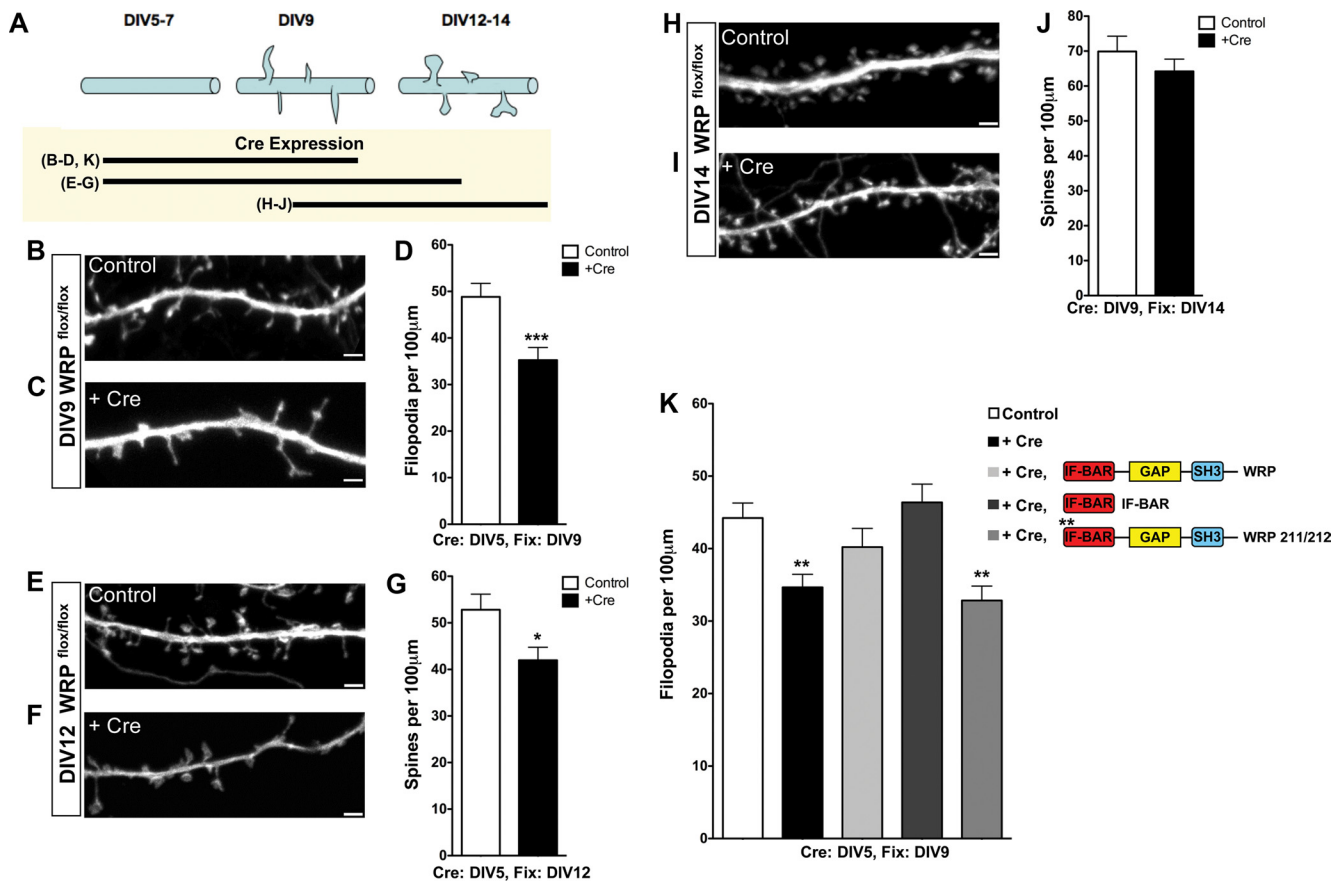 A
DIV5-7
DIV9
DIV12-14
Cre Expression
(B-D, K)
(E-G)
(H-J)
B
Control
C
+ Cre
DIV9 WRP flox/flox
D
Control
+Cre
Filopodia per 100μm
60
50
40
30
20
10
0
***
Cre: DIV5, Fix: DIV9
E
Control
F
+ Cre
DIV12 WRP flox/flox
G
Control
+Cre
Spines per 100μm
60
50
40
30
20
10
0
*
Cre: DIV5, Fix: DIV12
H
Control
I
+ Cre
DIV14 WRP flox/flox
J
Control
+Cre
Spines per 100μm
80
70
60
50
40
30
20
10
0
Cre: DIV9, Fix: DIV14
K
Filopodia per 100μm
60
50
40
30
20
10
0
**
**
Cre: DIV5, Fix: DIV9
Control
+ Cre
+ Cre, IF-BAR GAP SH3 WRP
+ Cre, IF-BAR IF-BAR
**
+ Cre, IF-BAR GAP SH3 WRP 211/212